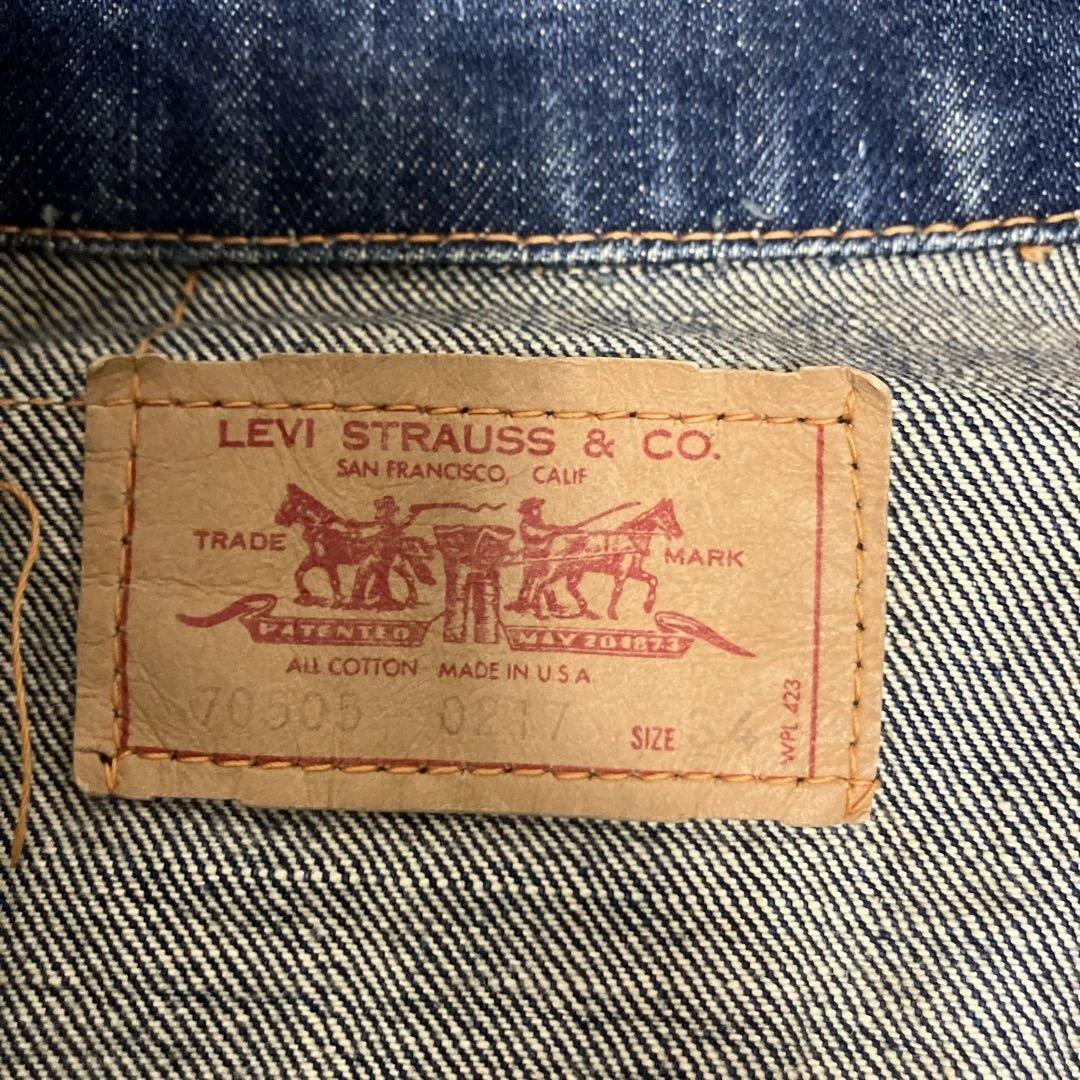 LEVI STRAUSS & CO.
SAN FRANCISCO, CALIF
TRADE MARK
PATENTED MAY 20 1873
ALL COTTON MADE IN U.S.A
70505 0217 SIZE 34
WPL 423